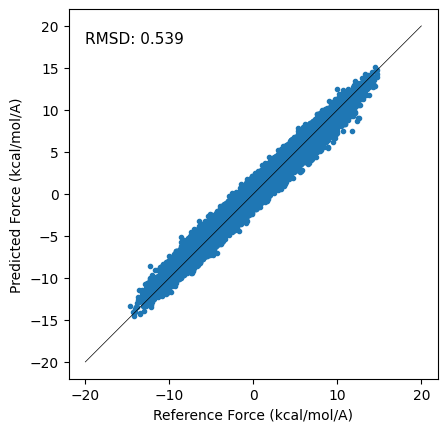 RMSD: 0.539
20
15
10
5
0
−5
−10
−15
−20
Predicted Force (kcal/mol/A)
−20 −10 0 10 20
Reference Force (kcal/mol/A)